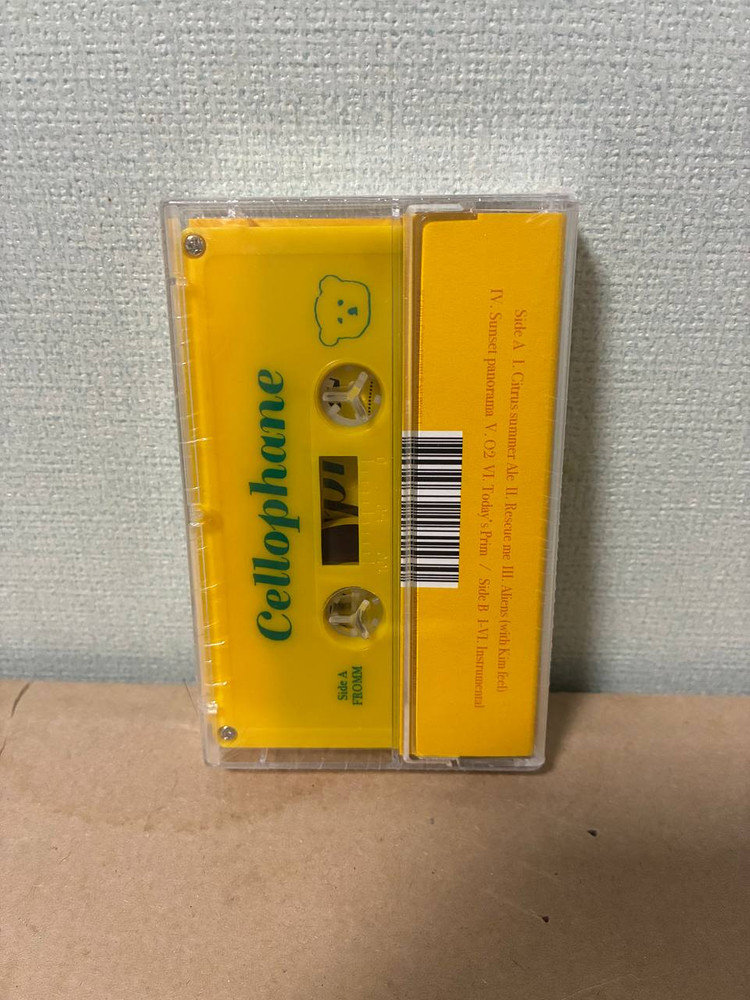 Cellophane
Side A
FROMM
Side A I. Citrus summer Ale II. Rescue me III. Aliens (with Kim feel)
IV. Sunset panorama V. O2 VI. Today's Prim / Side B I-VI. Instrumental